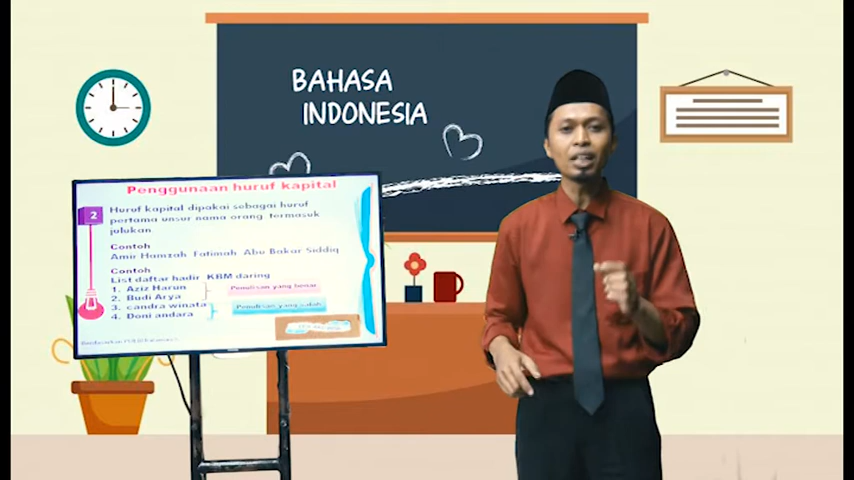 BAHASA
INDONESIA
Penggunaan huruf kapital
2
Huruf kapital dipakai sebagai huruf
pertama unsur nama orang termasuk
julukan
Contoh
Amir Hamzah Fatimah Abu Bakar Siddiq
Contoh
List daftar hadir KBM daring
1. Aziz Harun
2. Budi Arya
Penulisan yang benar
3. candra winata
4. Doni andara
Penulisan yang salah